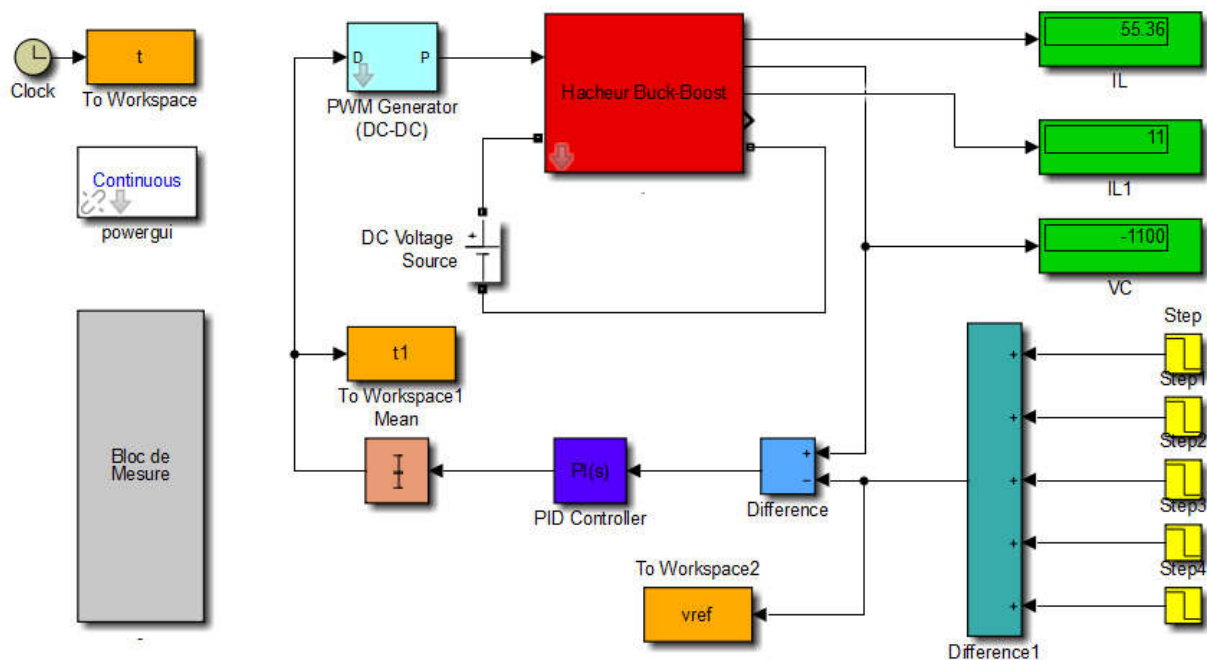 t
Clock
To Workspace
Continuous
powergui
Bloc de
Mesure
-
D
P
PWM Generator
(DC-DC)
Hacheur Buck-Boost
-
+
DC Voltage
Source
t1
To Workspace1
Mean
PI(s)
PID Controller
+
−
Difference
To Workspace2
vref
55.36
IL
11
IL1
-1100
VC
Step
+
Step1
+
Step2
+
Step3
+
Step4
+
Difference1